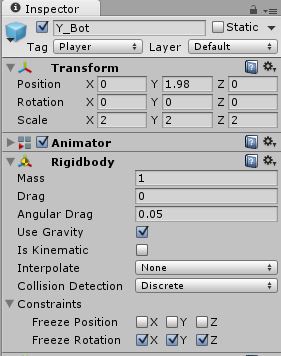 Inspector
Y_Bot Static
Tag Player Layer Default
Transform
Position X 0 Y 1.98 Z 0
Rotation X 0 Y 0 Z 0
Scale X 2 Y 2 Z 2
Animator
Rigidbody
Mass 1
Drag 0
Angular Drag 0.05
Use Gravity
Is Kinematic
Interpolate None
Collision Detection Discrete
Constraints
Freeze Position X Y Z
Freeze Rotation X Y Z